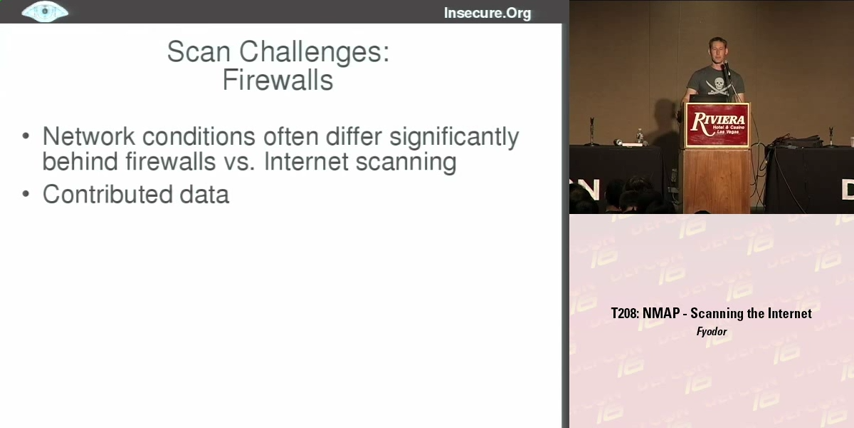 Insecure.Org
Scan Challenges:
Firewalls
• Network conditions often differ significantly
behind firewalls vs. Internet scanning
• Contributed data
RIVIERA
Hotel & Casino
Las Vegas
N
D
T208: NMAP - Scanning the Internet
Fyodor